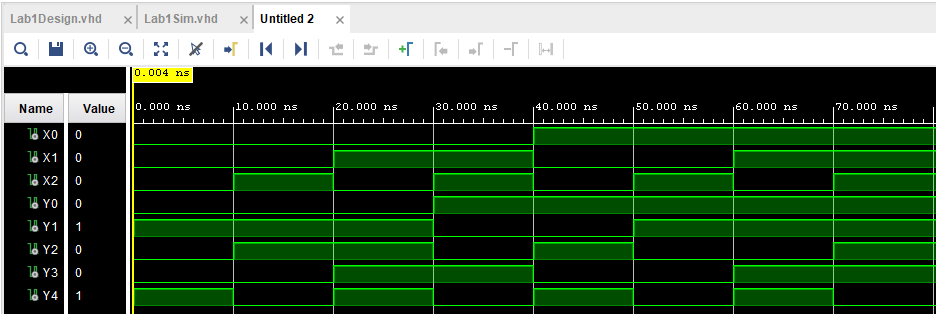 Lab1Design.vhd × Lab1Sim.vhd × Untitled 2 ×
0.004 ns
Name Value 0.000 ns 10.000 ns 20.000 ns 30.000 ns 40.000 ns 50.000 ns 60.000 ns 70.000 ns
X0 0
X1 0
X2 0
Y0 0
Y1 1
Y2 0
Y3 0
Y4 1